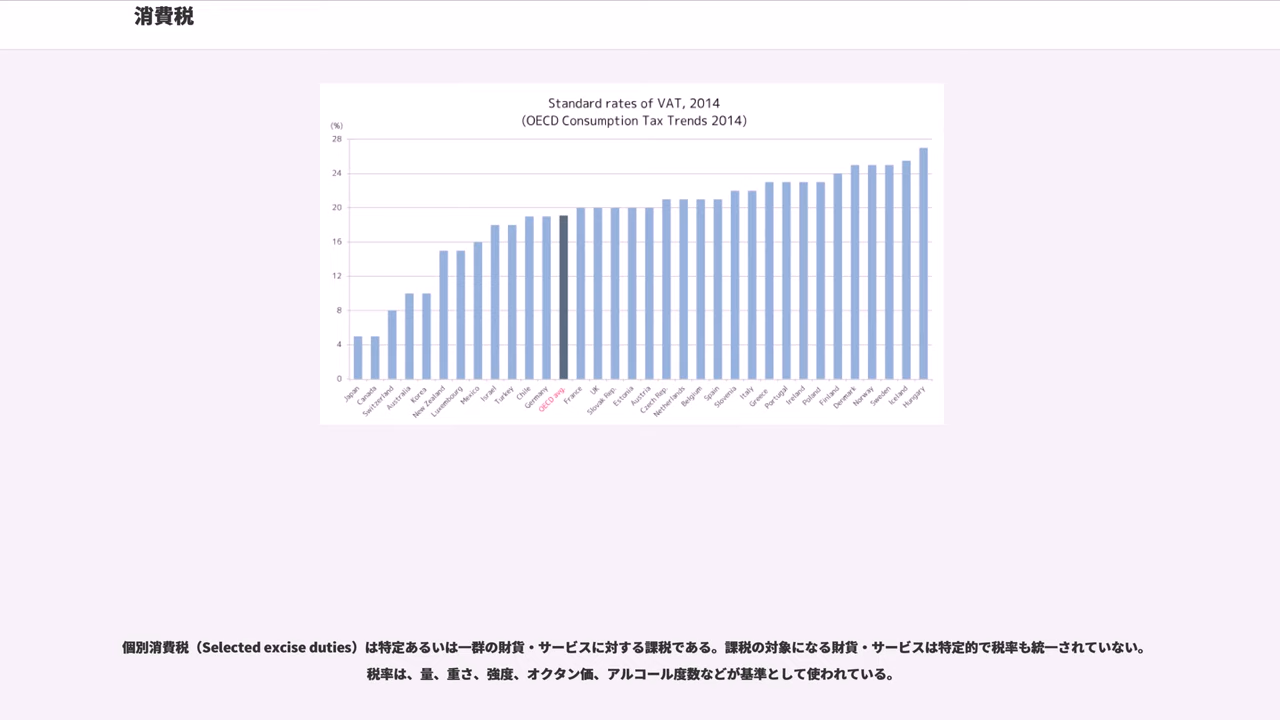 消費税
Standard rates of VAT, 2014
(OECD Consumption Tax Trends 2014)
(%)
28
24
20
16
12
8
4
0
Japan
Canada
Switzerland
Australia
Korea
New Zealand
Luxembourg
Mexico
Israel
Turkey
Chile
Germany
OECD avg.
France
UK
Slovak Rep.
Estonia
Austria
Czech Rep.
Netherlands
Belgium
Spain
Slovenia
Italy
Greece
Portugal
Ireland
Poland
Finland
Denmark
Norway
Sweden
Iceland
Hungary
個別消費税（Selected excise duties）は特定あるいは一群の財貨・サービスに対する課税である。課税の対象になる財貨・サービスは特定的で税率も統一されていない。
税率は、量、重さ、強度、オクタン価、アルコール度数などが基準として使われている。